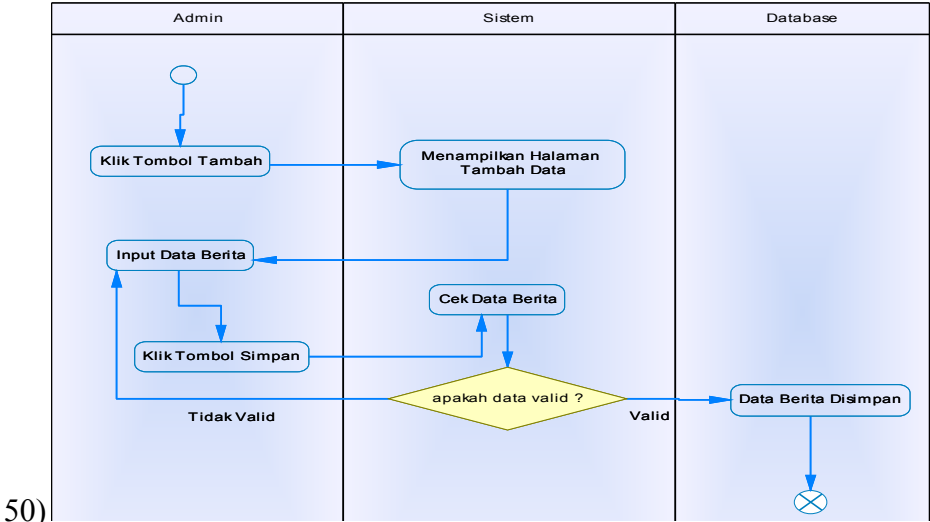 Admin
Sistem
Database
Klik Tombol Tambah
Menampilkan Halaman
Tambah Data
Input Data Berita
Cek Data Berita
Klik Tombol Simpan
apakah data valid ?
Tidak Valid
Valid
Data Berita Disimpan
50)